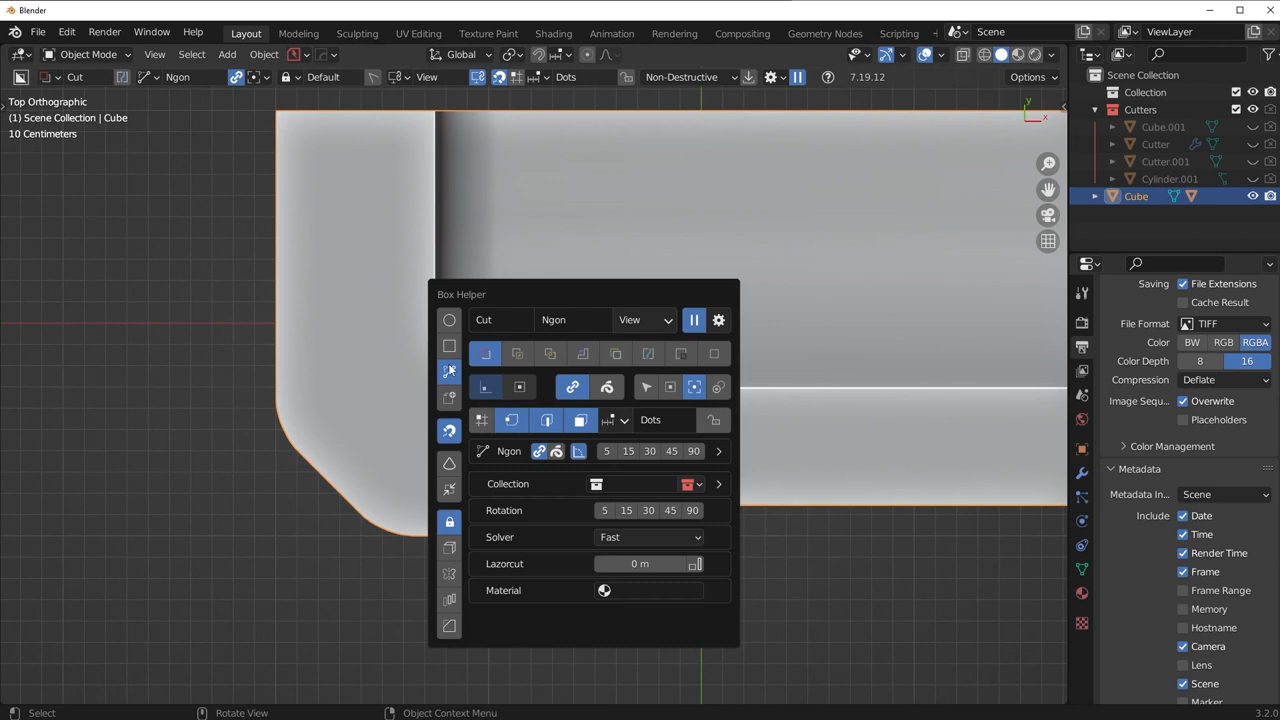 Blender
File Edit Render Window Help Layout Modeling Sculpting UV Editing Texture Paint Shading Animation Rendering Compositing Geometry Nodes Scripting Scene ViewLayer
Object Mode View Select Add Object Global
Cut Ngon Default View Dots Non-Destructive 7.19.12 Options
Top Orthographic
(1) Scene Collection | Cube
10 Centimeters
y
x
Scene Collection
Collection
Cutters
Cube.001
Cutter
Cutter.001
Cylinder.001
Cube
Box Helper
Cut Ngon View
Dots
Ngon 5 15 30 45 90
Collection
Rotation 5 15 30 45 90
Solver Fast
Lazorcut 0 m
Material
Saving File Extensions
Cache Result
File Format TIFF
Color BW RGB RGBA
Color Depth 8 16
Compression Deflate
Image Sequ... Overwrite
Placeholders
Color Management
Metadata
Metadata In... Scene
Include Date
Time
Render Time
Frame
Frame Range
Memory
Hostname
Camera
Lens
Scene
Marker
Select Rotate View Object Context Menu 3.2.0